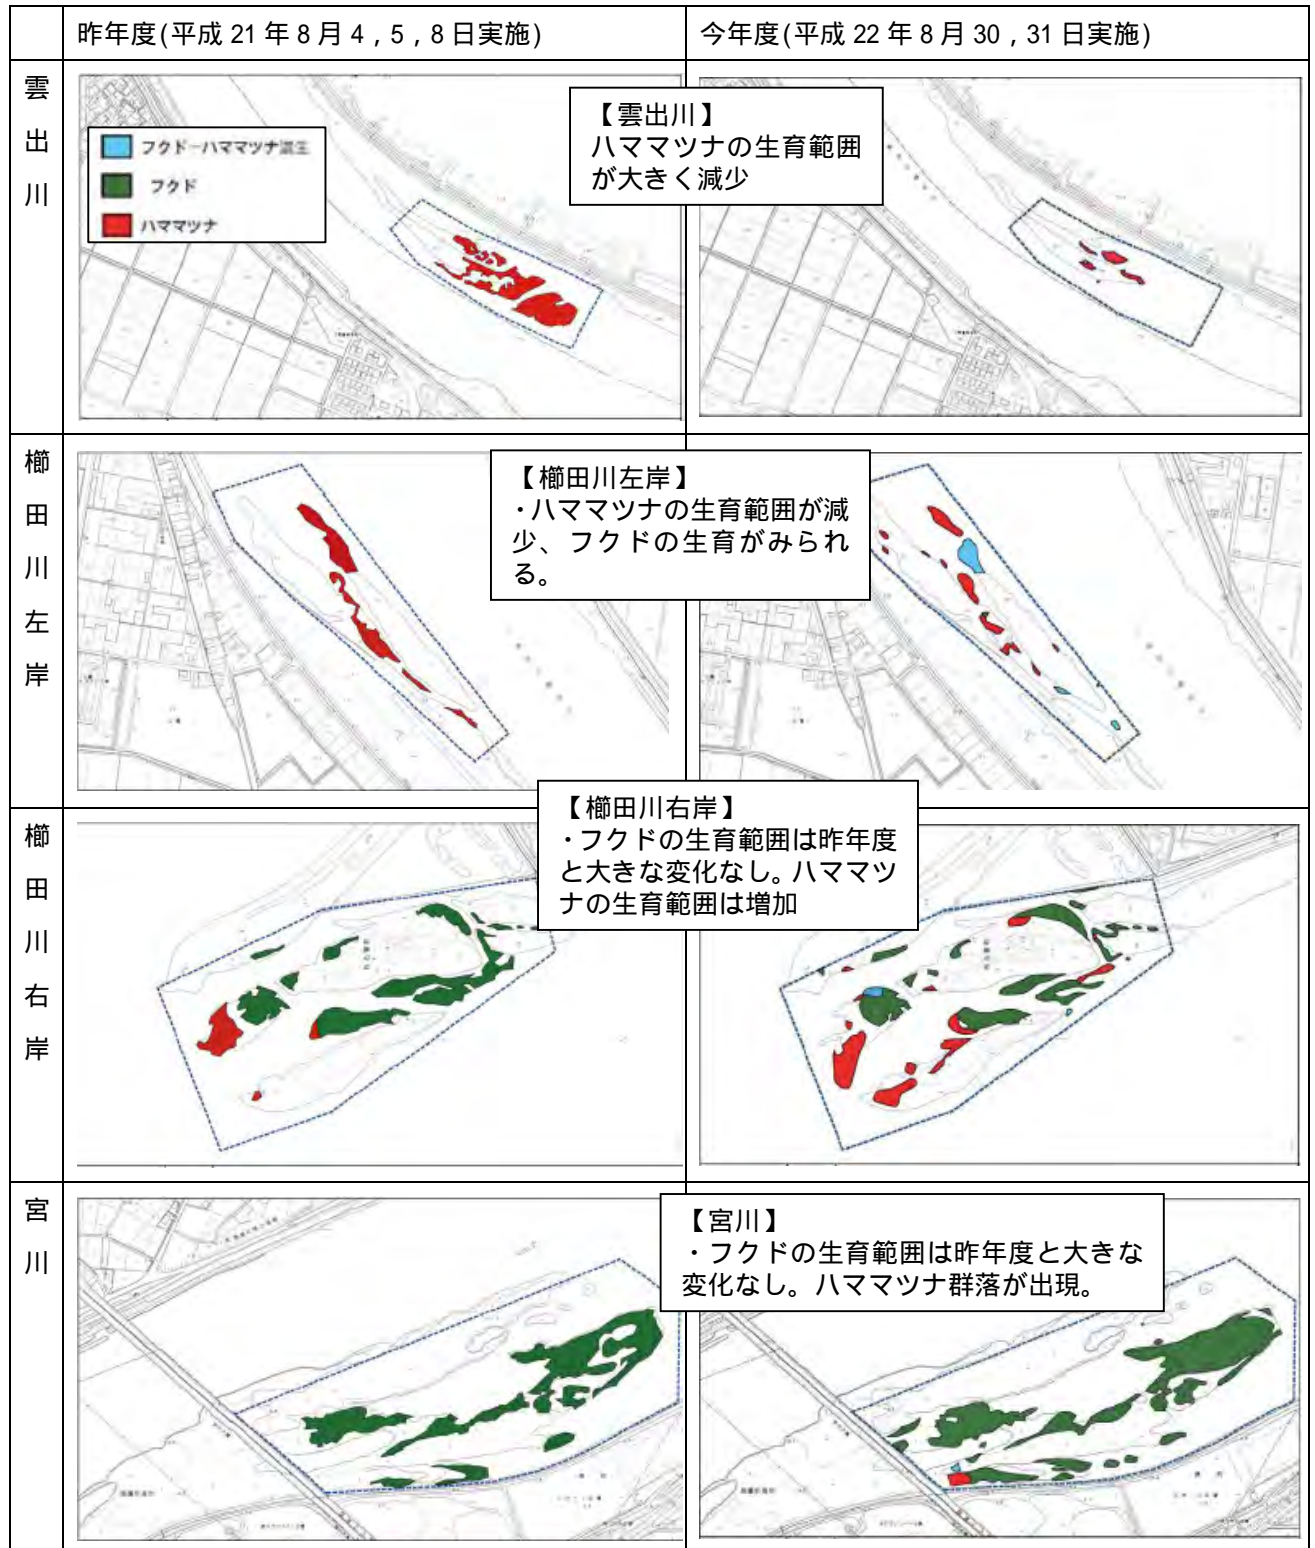 昨年度(平成 21 年 8 月 4 , 5 , 8 日実施)
今年度(平成 22 年 8 月 30 , 31 日実施)
雲出川
フクド－ハママツナ混生
フクド
ハママツナ
【雲出川】
ハママツナの生育範囲
が大きく減少
櫛田川左岸
【櫛田川左岸】
・ハママツナの生育範囲が減
少、フクドの生育がみられ
る。
櫛田川右岸
【櫛田川右岸】
・フクドの生育範囲は昨年度
と大きな変化なし。ハママツ
ナの生育範囲は増加
宮川
【宮川】
・フクドの生育範囲は昨年度と大きな
変化なし。ハママツナ群落が出現。